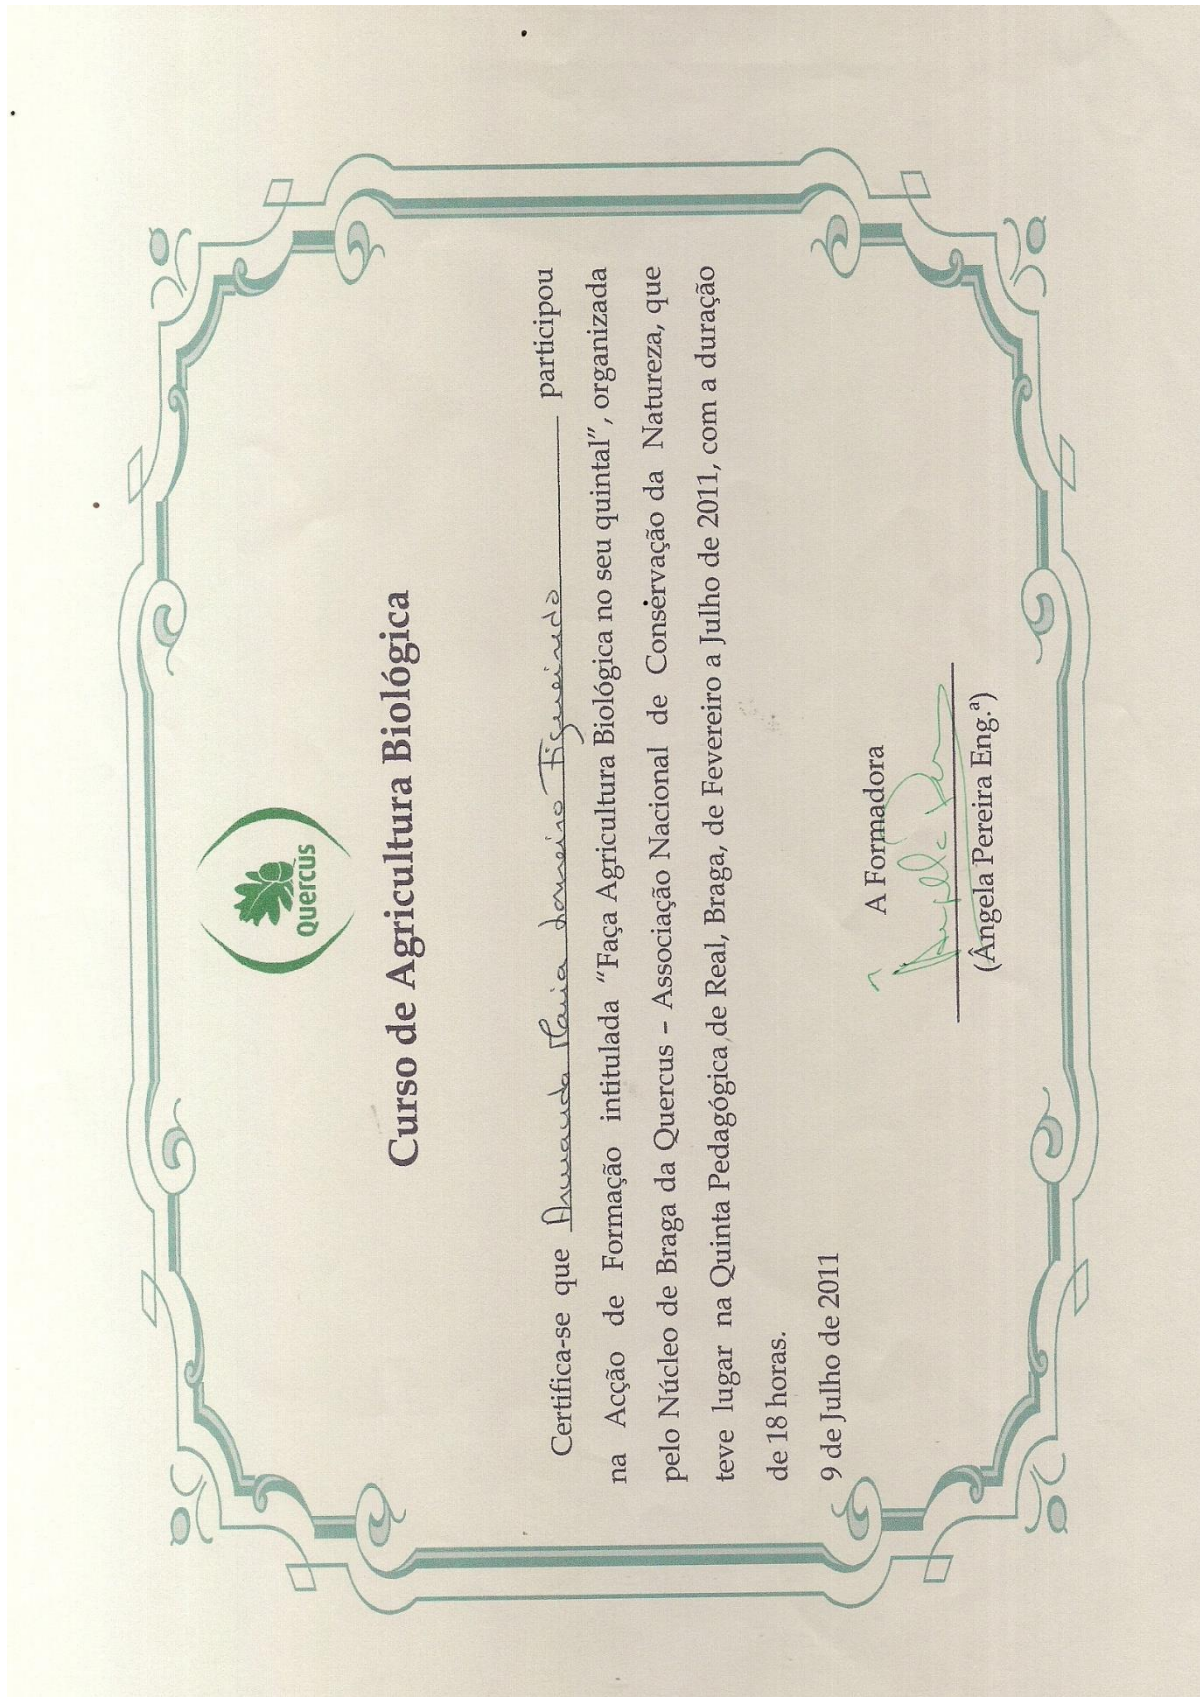 Quercus
Curso de Agricultura Biológica
Certifica-se que Armanda Maria Figueiredo participou
na Acção de Formação intitulada "Faça Agricultura Biológica no seu quintal", organizada
pelo Núcleo de Braga da Quercus – Associação Nacional de Conservação da Natureza, que
teve lugar na Quinta Pedagógica de Real, Braga, de Fevereiro a Julho de 2011, com a duração
de 18 horas.
9 de Julho de 2011
A Formadora
(Ângela Pereira Eng.ª)